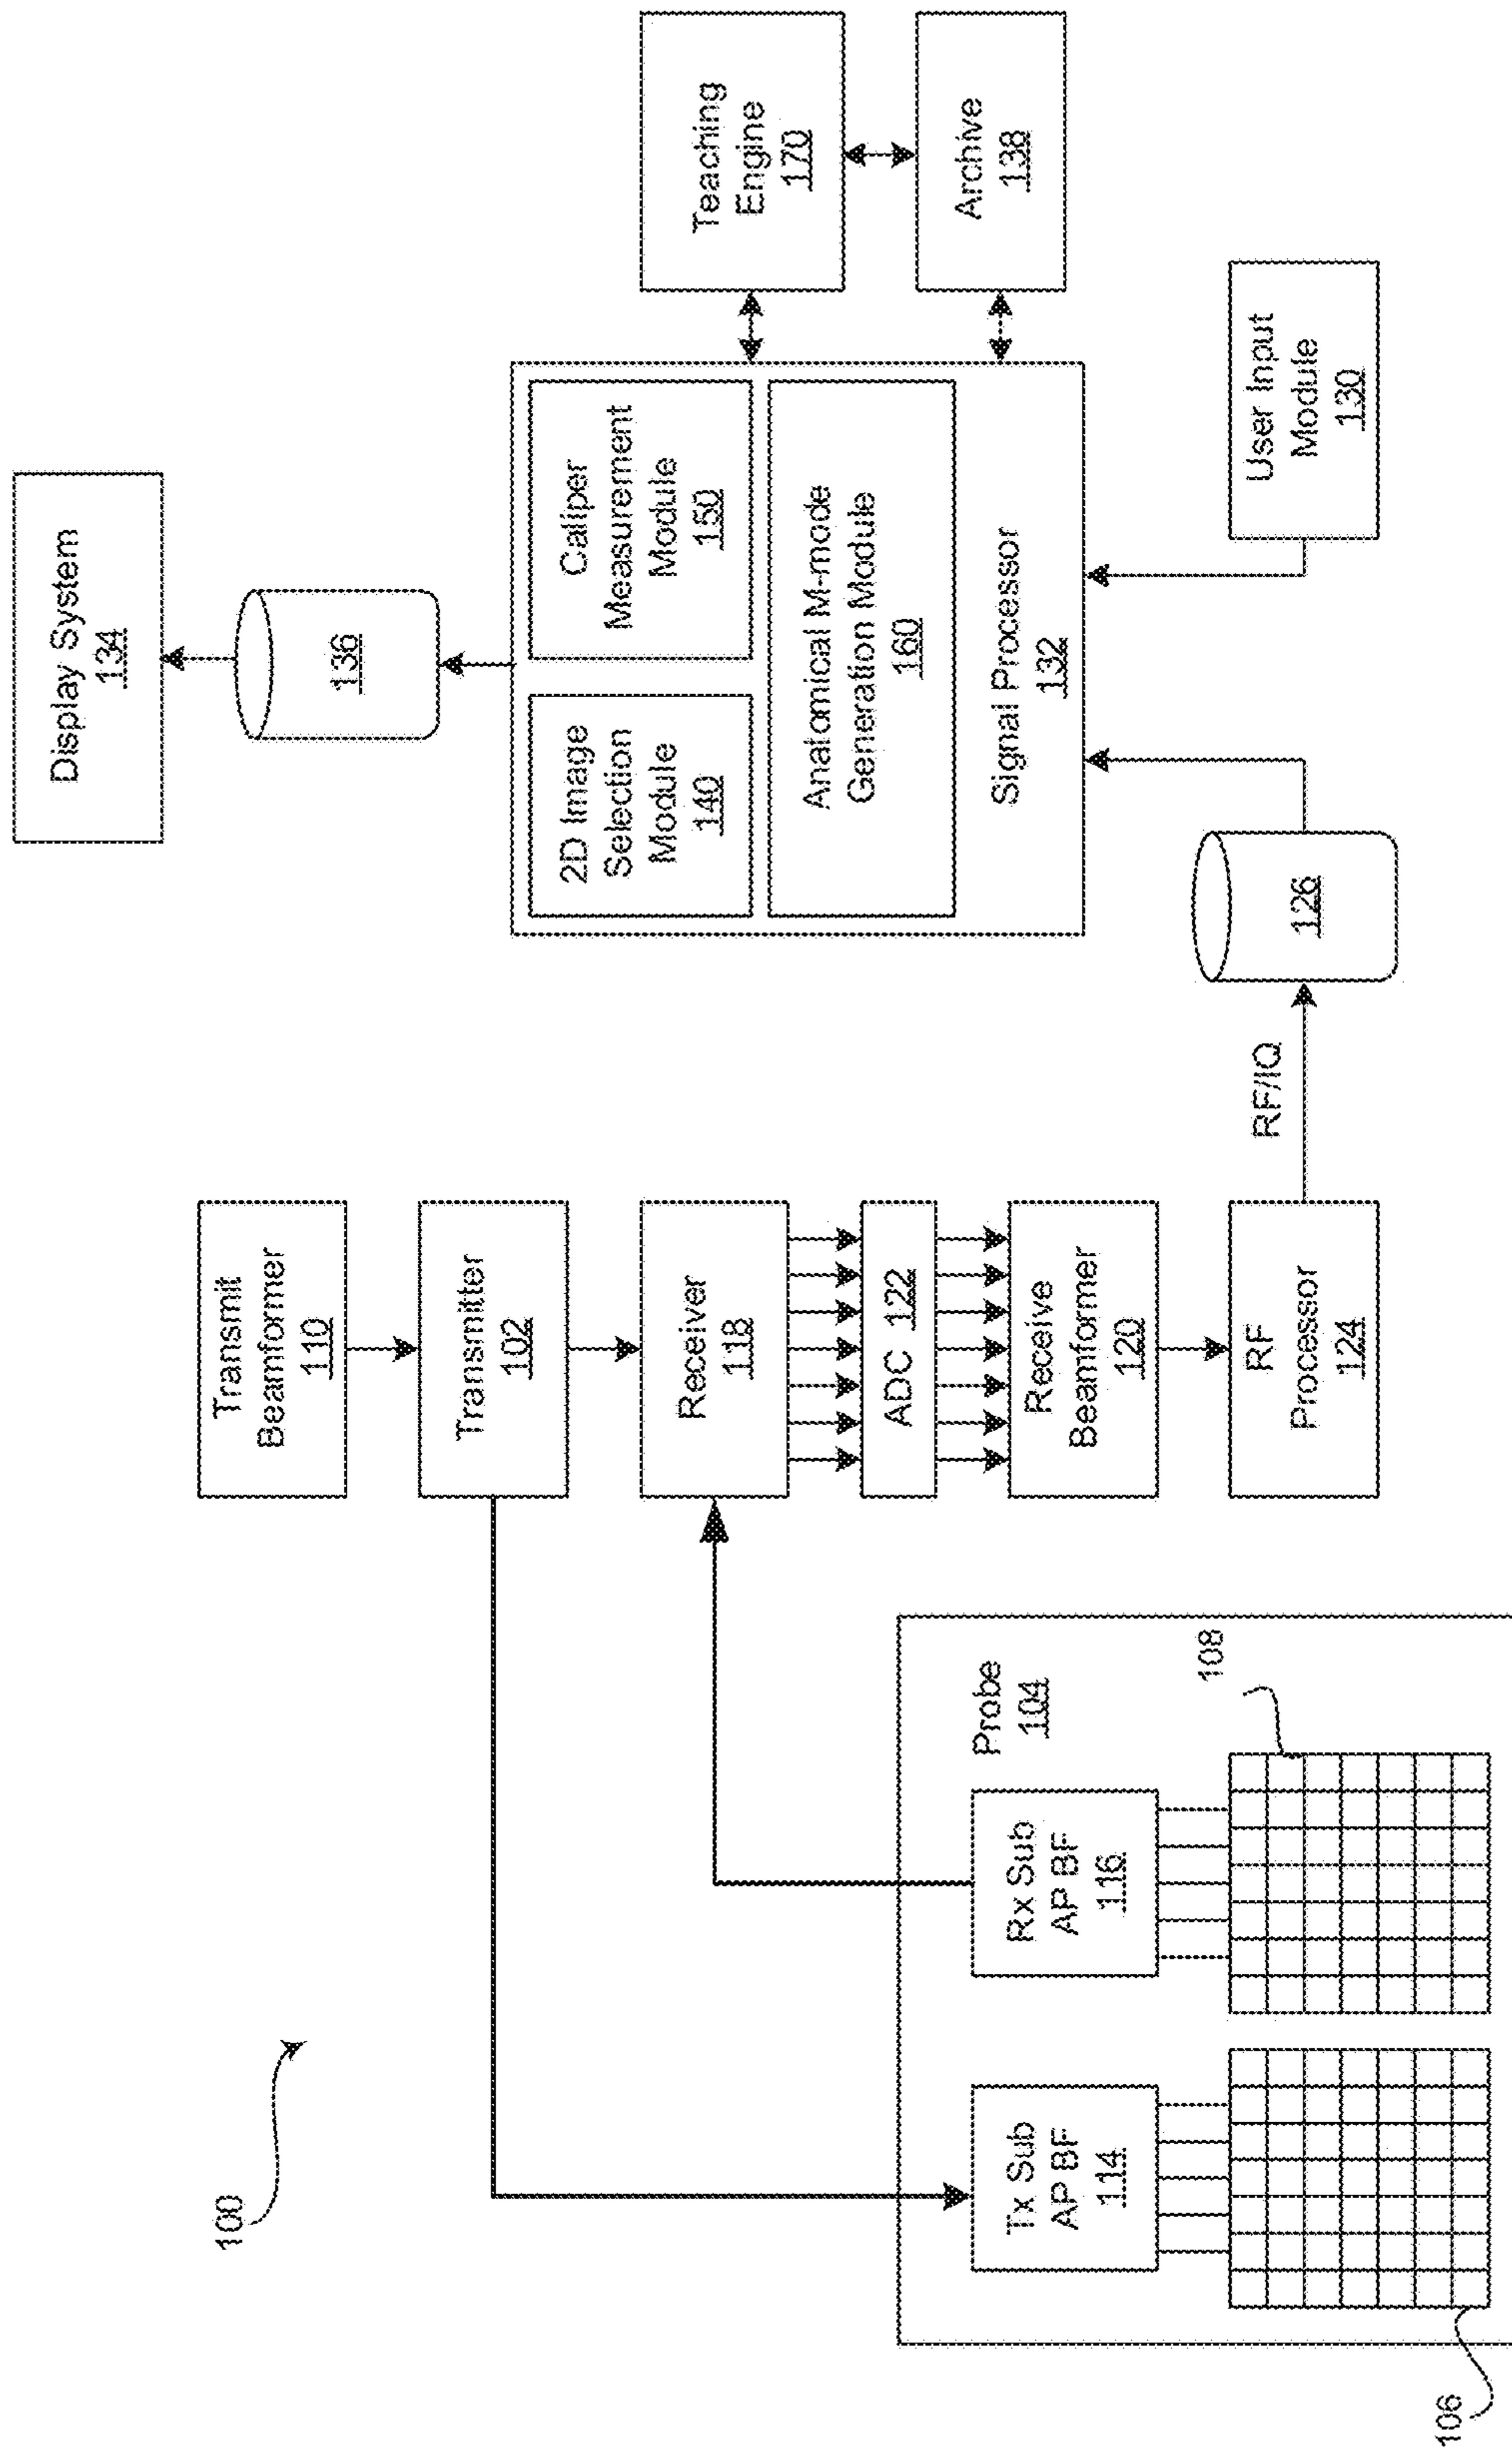 100
Transmit
Beamformer
110
Transmitter
102
Receiver
118
ADC 122
Receive
Beamformer
120
RF
Processor
124
RF/IQ
126
Probe
104
Tx Sub
AP BF
114
Rx Sub
AP BF
116
106
108
Display System
134
136
2D Image
Selection
Module
140
Caliper
Measurement
Module
150
Anatomical M-mode
Generation Module
160
Signal Processor
132
Teaching
Engine
170
Archive
138
User Input
Module
130